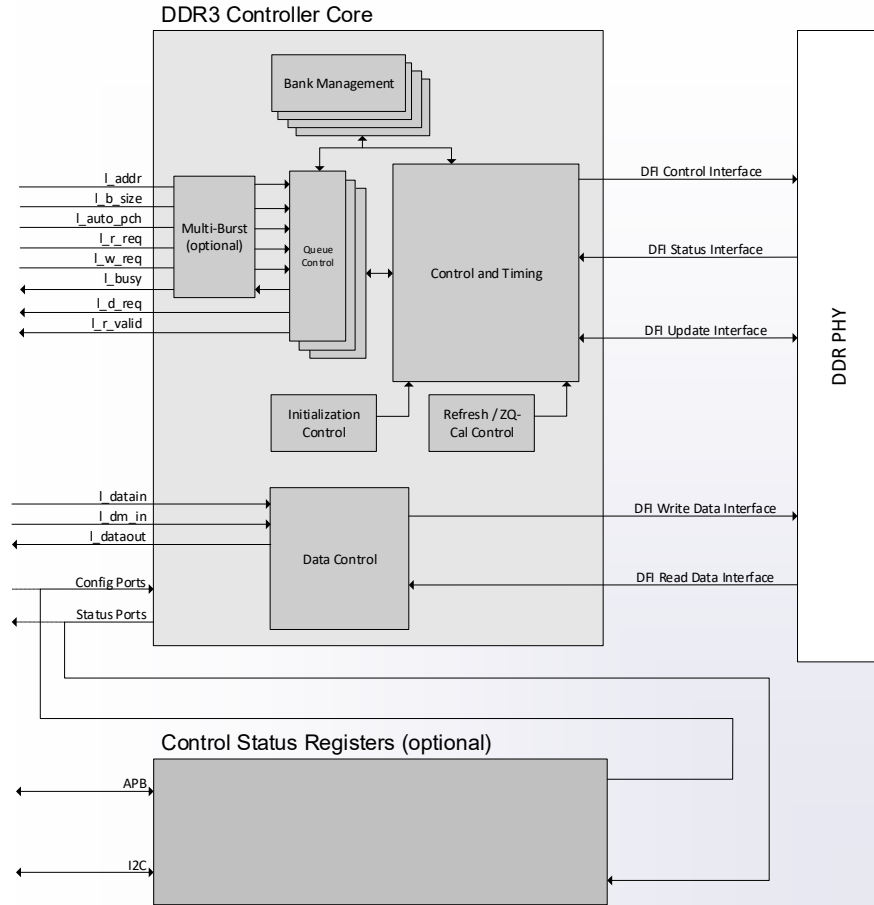 DDR3 Controller Core
Bank Management
l_addr
l_b_size
l_auto_pch
l_r_req
l_w_req
l_busy
l_d_req
l_r_valid
Multi-Burst
(optional)
Queue
Control
Control and Timing
DFI Control Interface
DFI Status Interface
DFI Update Interface
DDR PHY
Initialization
Control
Refresh / ZQ-
Cal Control
l_datain
l_dm_in
l_dataout
Data Control
DFI Write Data Interface
DFI Read Data Interface
Config Ports
Status Ports
Control Status Registers (optional)
APB
I2C